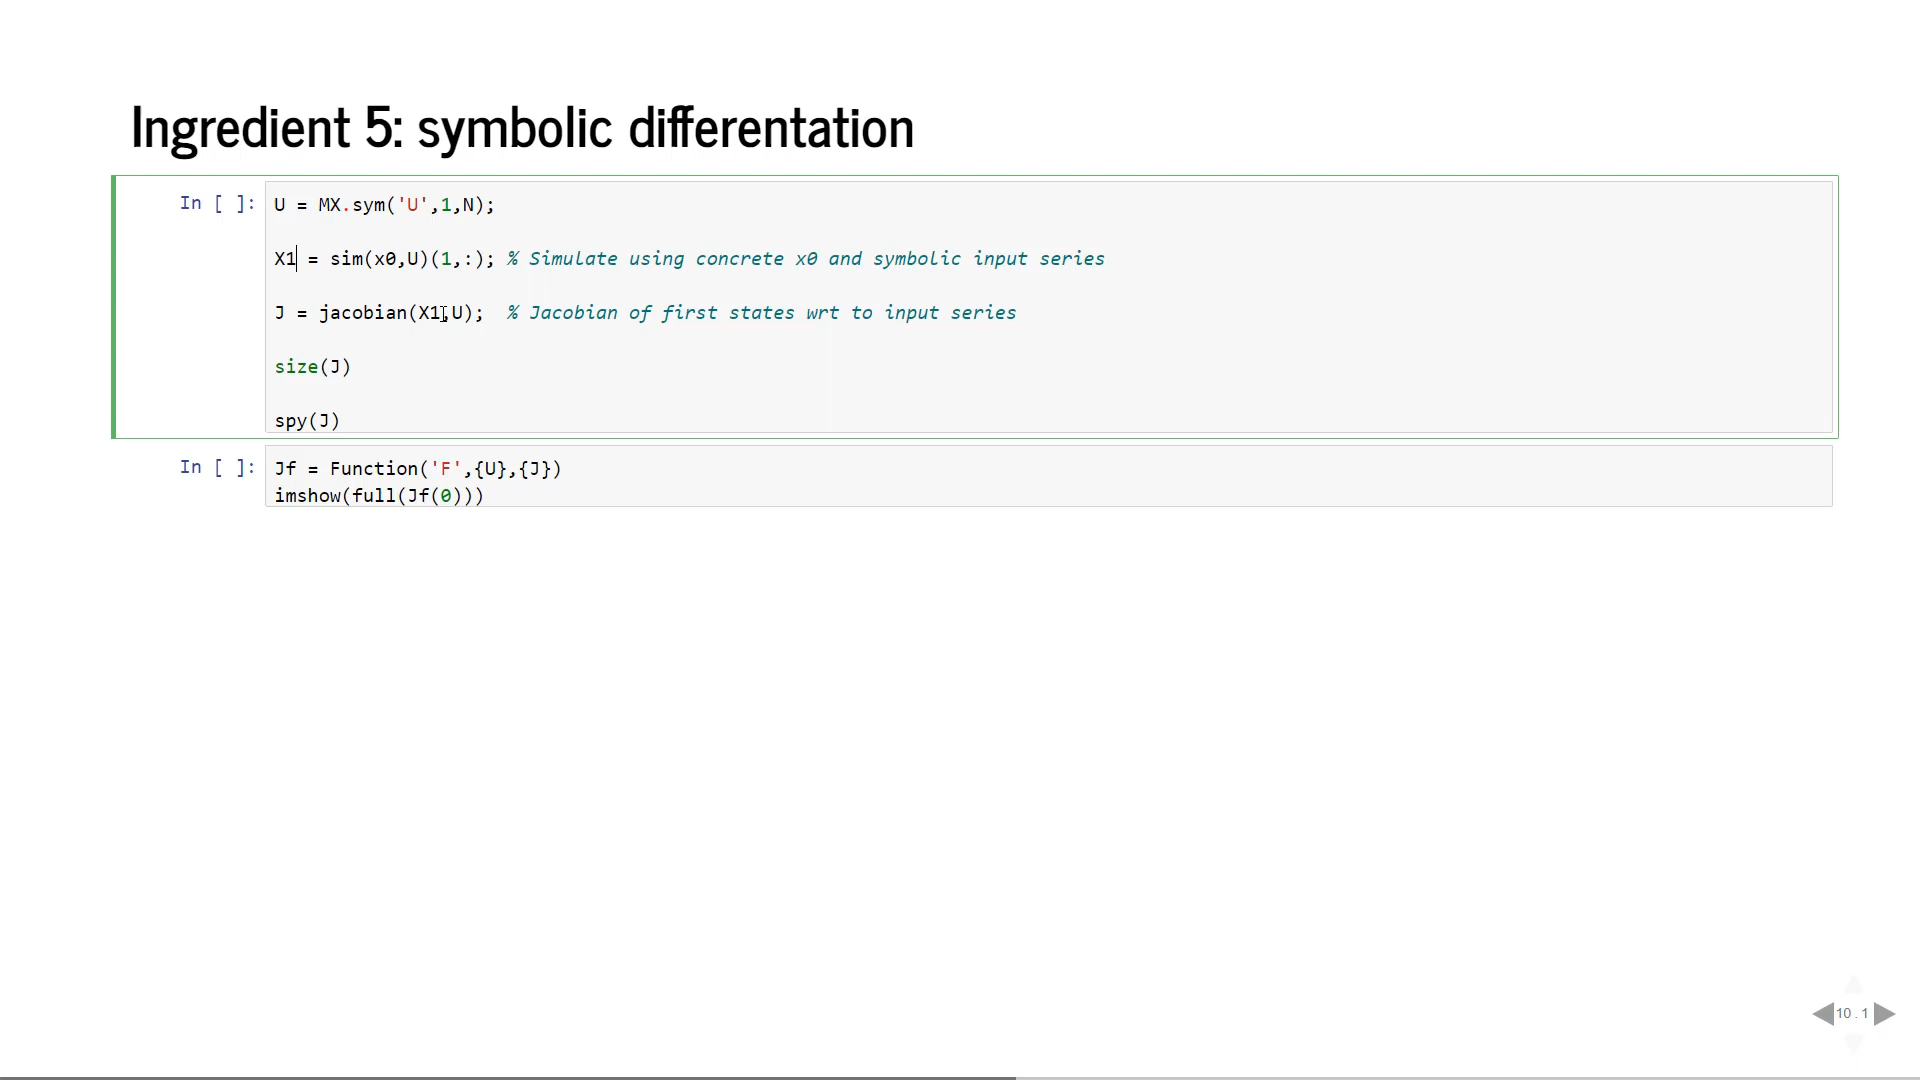 Ingredient 5: symbolic differentation
In [ ]:
U = MX.sym('U',1,N);
X1 = sim(x0,U)(1,:); % Simulate using concrete x0 and symbolic input series
J = jacobian(X1,U);  % Jacobian of first states wrt to input series
size(J)
spy(J)
In [ ]:
Jf = Function('F',{U},{J})
imshow(full(Jf(0)))
10 . 1